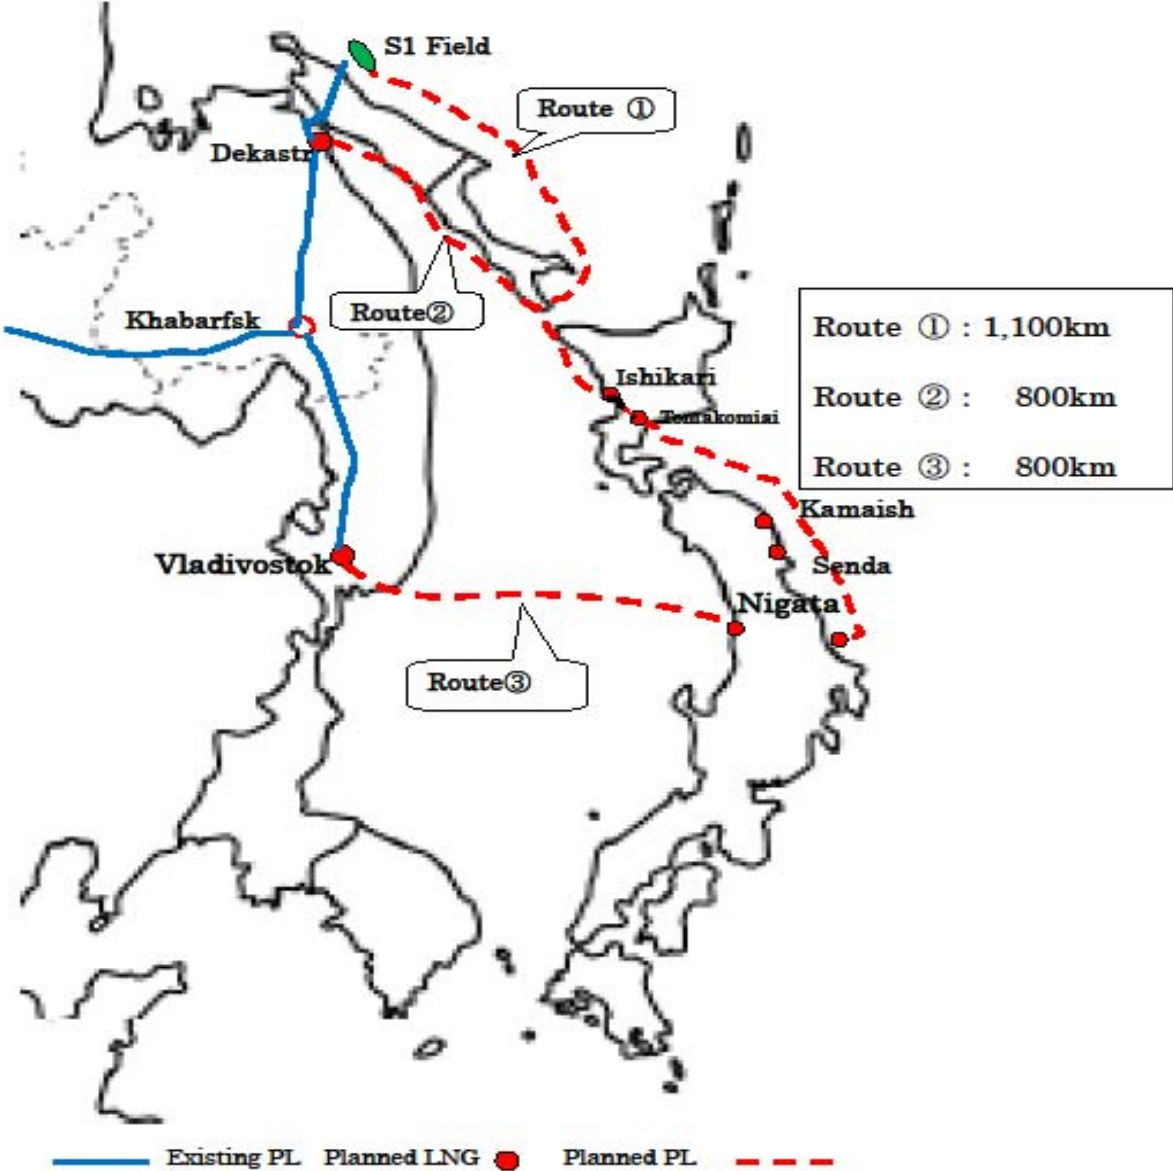 S1 Field
Route ①
Dekastr
Route②
Khabarfsk
Route ① : 1,100km
Route ② : 800km
Route ③ : 800km
Ishikari
Tomakomiai
Kamaish
Senda
Vladivostok
Nigata
Route③
Existing PL Planned LNG Planned PL